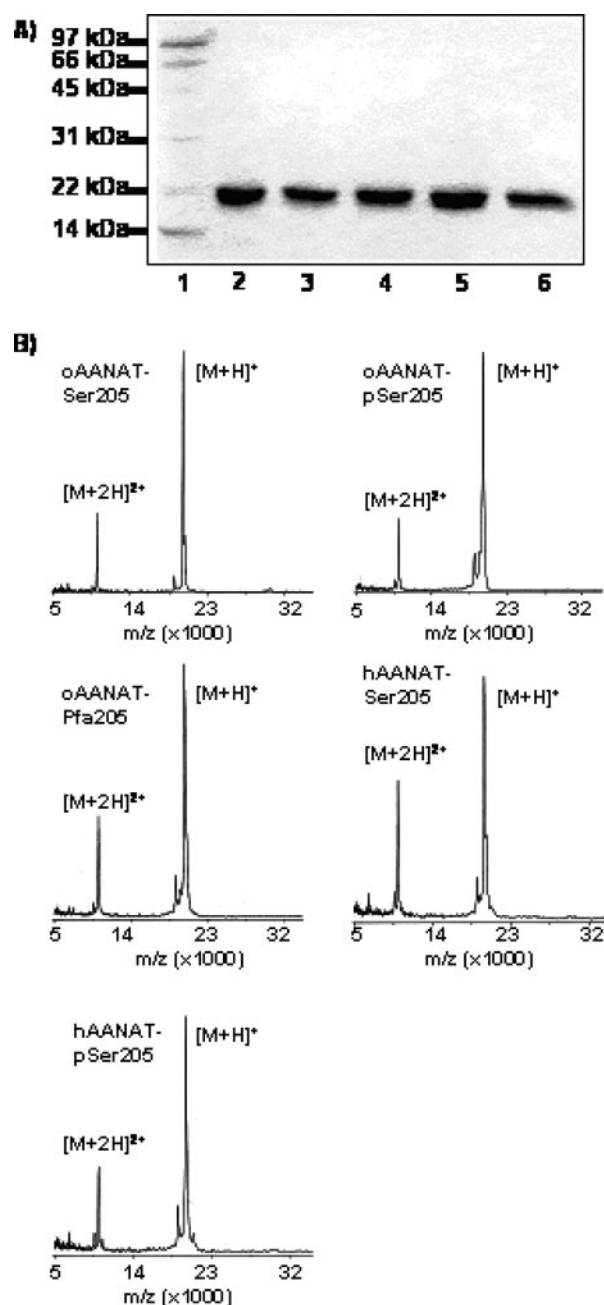 A)
97 kDa
66 kDa
45 kDa
31 kDa
22 kDa
14 kDa
1 2 3 4 5 6
B)
oAANAT-
Ser205
[M+H]⁺
[M+2H]²⁺
5 14 23 32
m/z (×1000)
oAANAT-
pSer205
[M+H]⁺
[M+2H]²⁺
5 14 23 32
m/z (×1000)
oAANAT-
Pfa205
[M+H]⁺
[M+2H]²⁺
5 14 23 32
m/z (×1000)
hAANAT-
Ser205
[M+H]⁺
[M+2H]²⁺
5 14 23 32
m/z (×1000)
hAANAT-
pSer205
[M+H]⁺
[M+2H]²⁺
5 14 23 32
m/z (×1000)